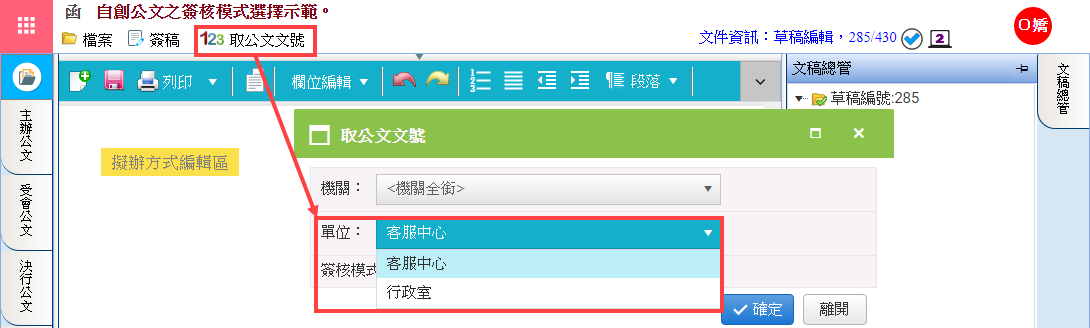 函 自創公文之簽核模式選擇示範。
檔案 簽稿 123 取公文文號
文件資訊：草稿編輯，285/430 2
O嬌
列印 欄位編輯 段落
文稿總管
草稿編號:285
文稿總管
主辦公文
受會公文
決行公文
擬辦方式編輯區
取公文文號
機關： <機關全銜>
單位： 客服中心
客服中心
簽核模式
行政室
確定 離開